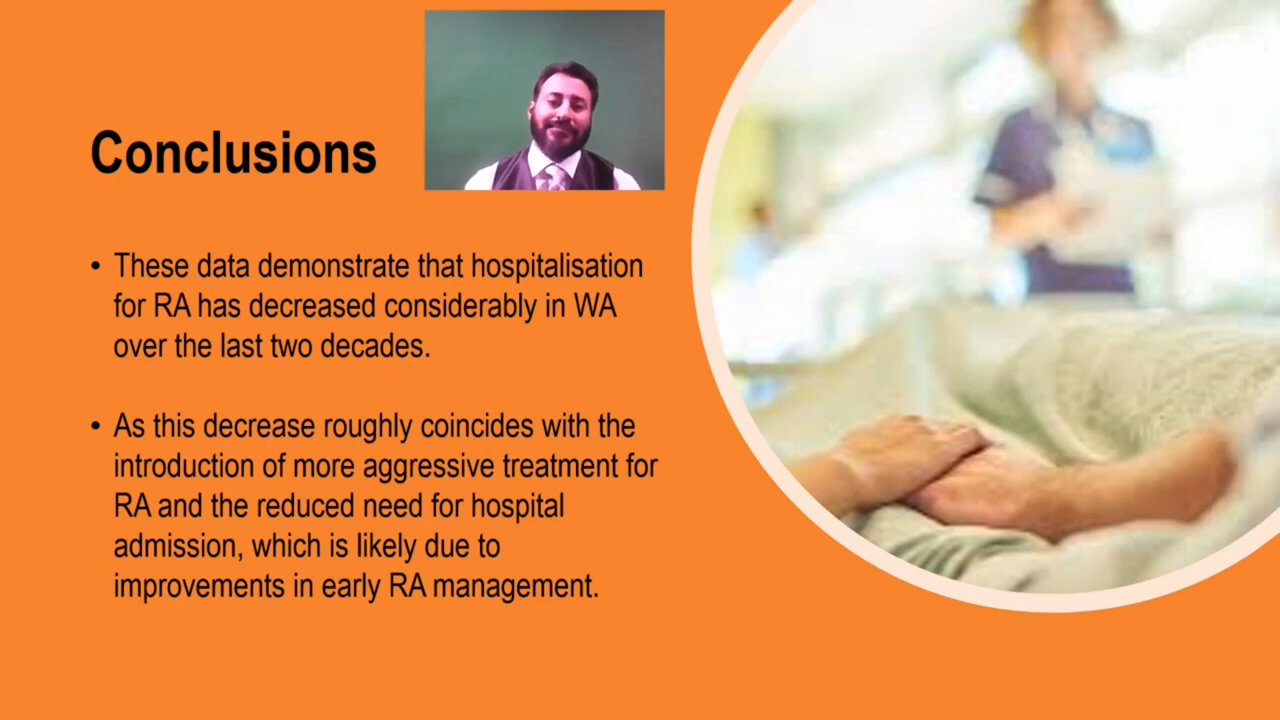 Conclusions
• These data demonstrate that hospitalisation
for RA has decreased considerably in WA
over the last two decades.
• As this decrease roughly coincides with the
introduction of more aggressive treatment for
RA and the reduced need for hospital
admission, which is likely due to
improvements in early RA management.